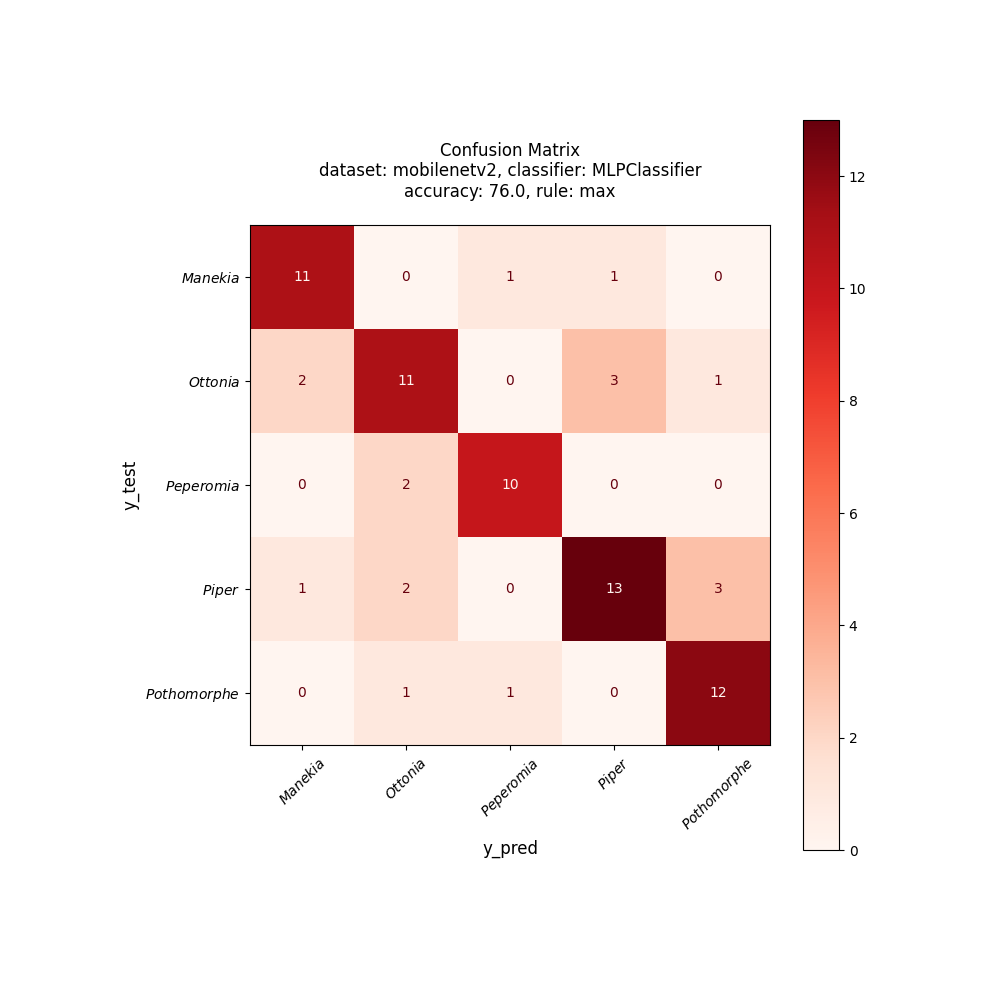 Confusion Matrix
dataset: mobilenetv2, classifier: MLPClassifier
accuracy: 76.0, rule: max
y_test
Manekia 11 0 1 1 0
Ottonia 2 11 0 3 1
Peperomia 0 2 10 0 0
Piper 1 2 0 13 3
Pothomorphe 0 1 1 0 12
Manekia Ottonia Peperomia Piper Pothomorphe
y_pred
12
10
8
6
4
2
0